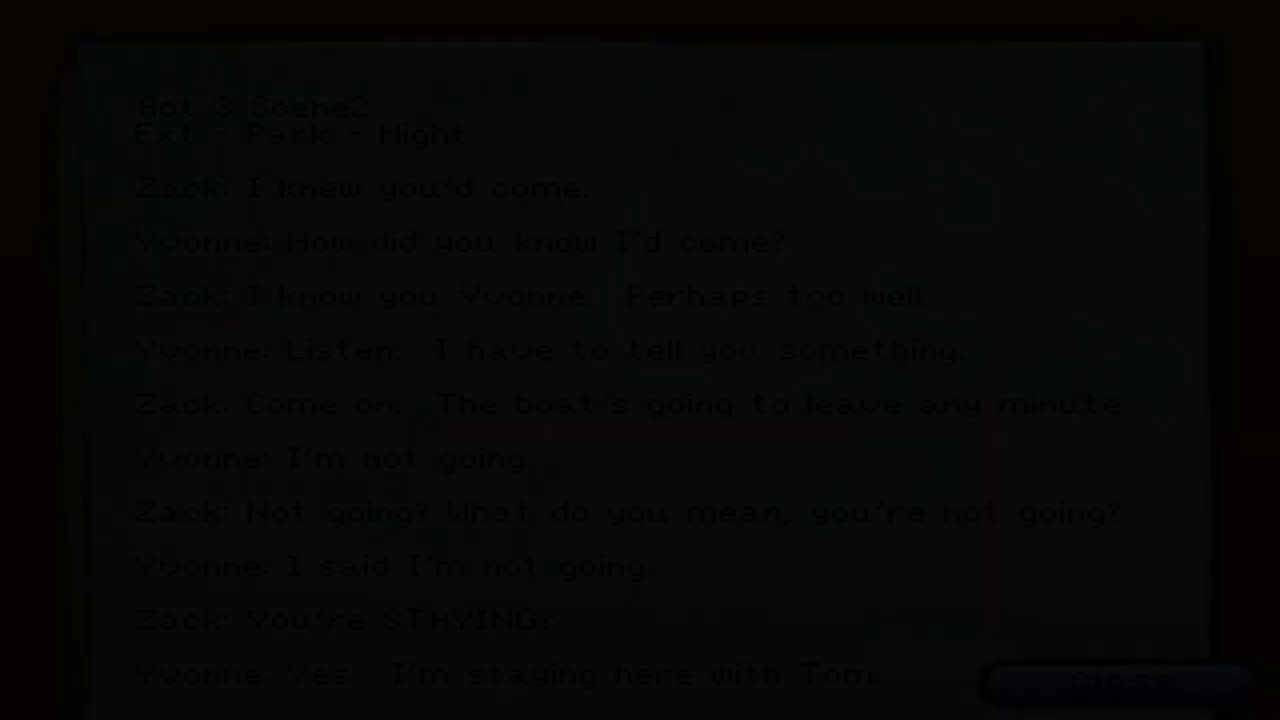 Act 3 Scene2
Ext - Park - Night
Zack: I knew you'd come.
Yvonne: How did you know I'd come?
Zack: I know you Yvonne.  Perhaps too well.
Yvonne: Listen.  I have to tell you something.
Zack: Come on.  The boat's going to leave any minute.
Yvonne: I'm not going.
Zack: Not going? What do you mean, you're not going?
Yvonne: I said I'm not going.
Zack: You're STAYING?
Yvonne: Yes.  I'm staying here with Tom.
Close